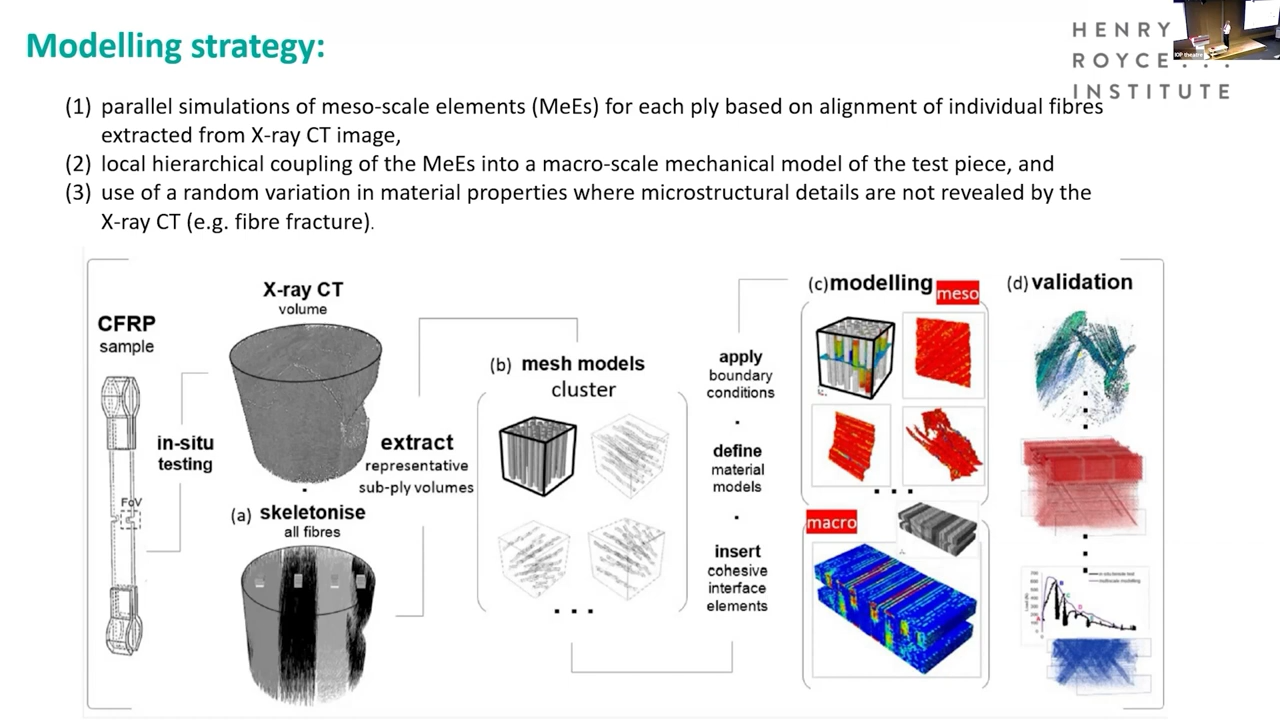 Modelling strategy:
HENRY
ROYCE
INSTITUTE
IOP theatre
(1) parallel simulations of meso-scale elements (MeEs) for each ply based on alignment of individual fibres
extracted from X-ray CT image,
(2) local hierarchical coupling of the MeEs into a macro-scale mechanical model of the test piece, and
(3) use of a random variation in material properties where microstructural details are not revealed by the
X-ray CT (e.g. fibre fracture).
CFRP
sample
FoV
in-situ
testing
X-ray CT
volume
(a) skeletonise
all fibres
extract
representative
sub-ply volumes
(b) mesh models
cluster
apply
boundary
conditions
define
material
models
insert
cohesive
interface
elements
(c) modelling
meso
macro
(d) validation